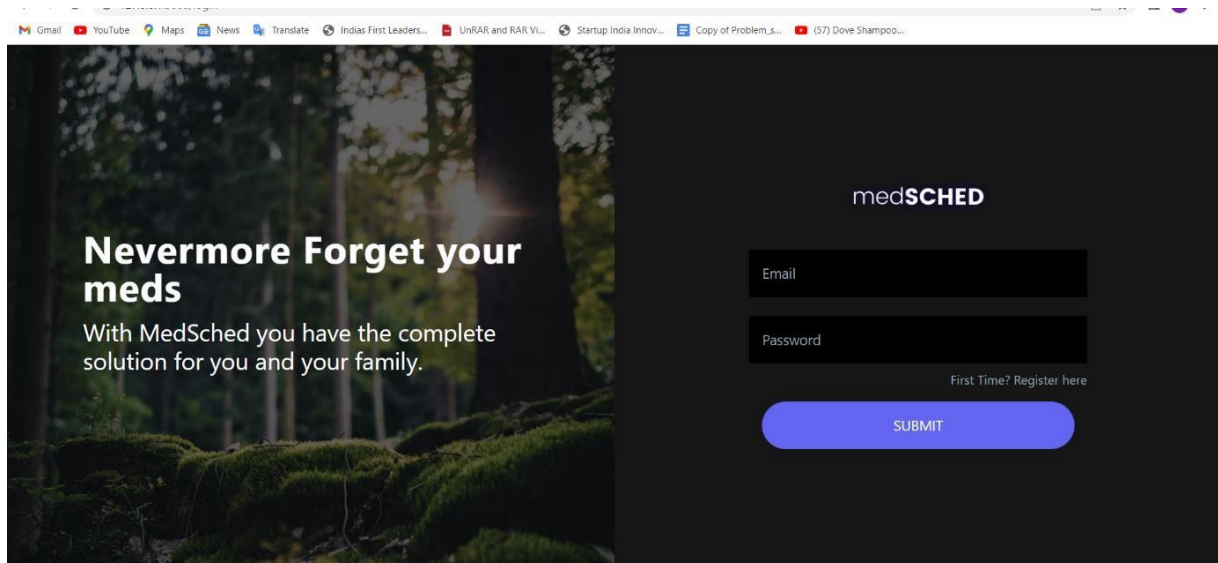 Gmail YouTube Maps News Translate Indias First Leaders... UnRAR and RAR Vi... Startup India Innov... Copy of Problem_s... (57) Dove Shampoo...
medSCHED
Nevermore Forget your
meds
With MedSched you have the complete
solution for you and your family.
Email
Password
First Time? Register here
SUBMIT